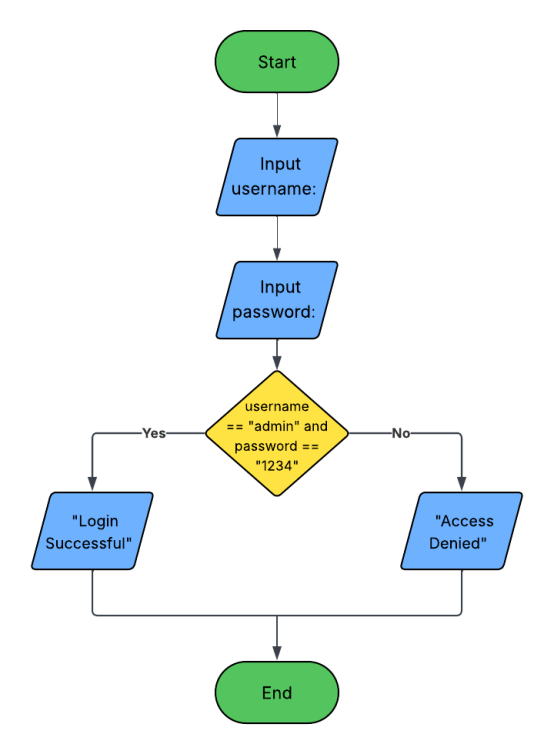 Start
Input
username:
Input
password:
username
== "admin" and
password ==
"1234"
Yes
No
"Login
Successful"
"Access
Denied"
End